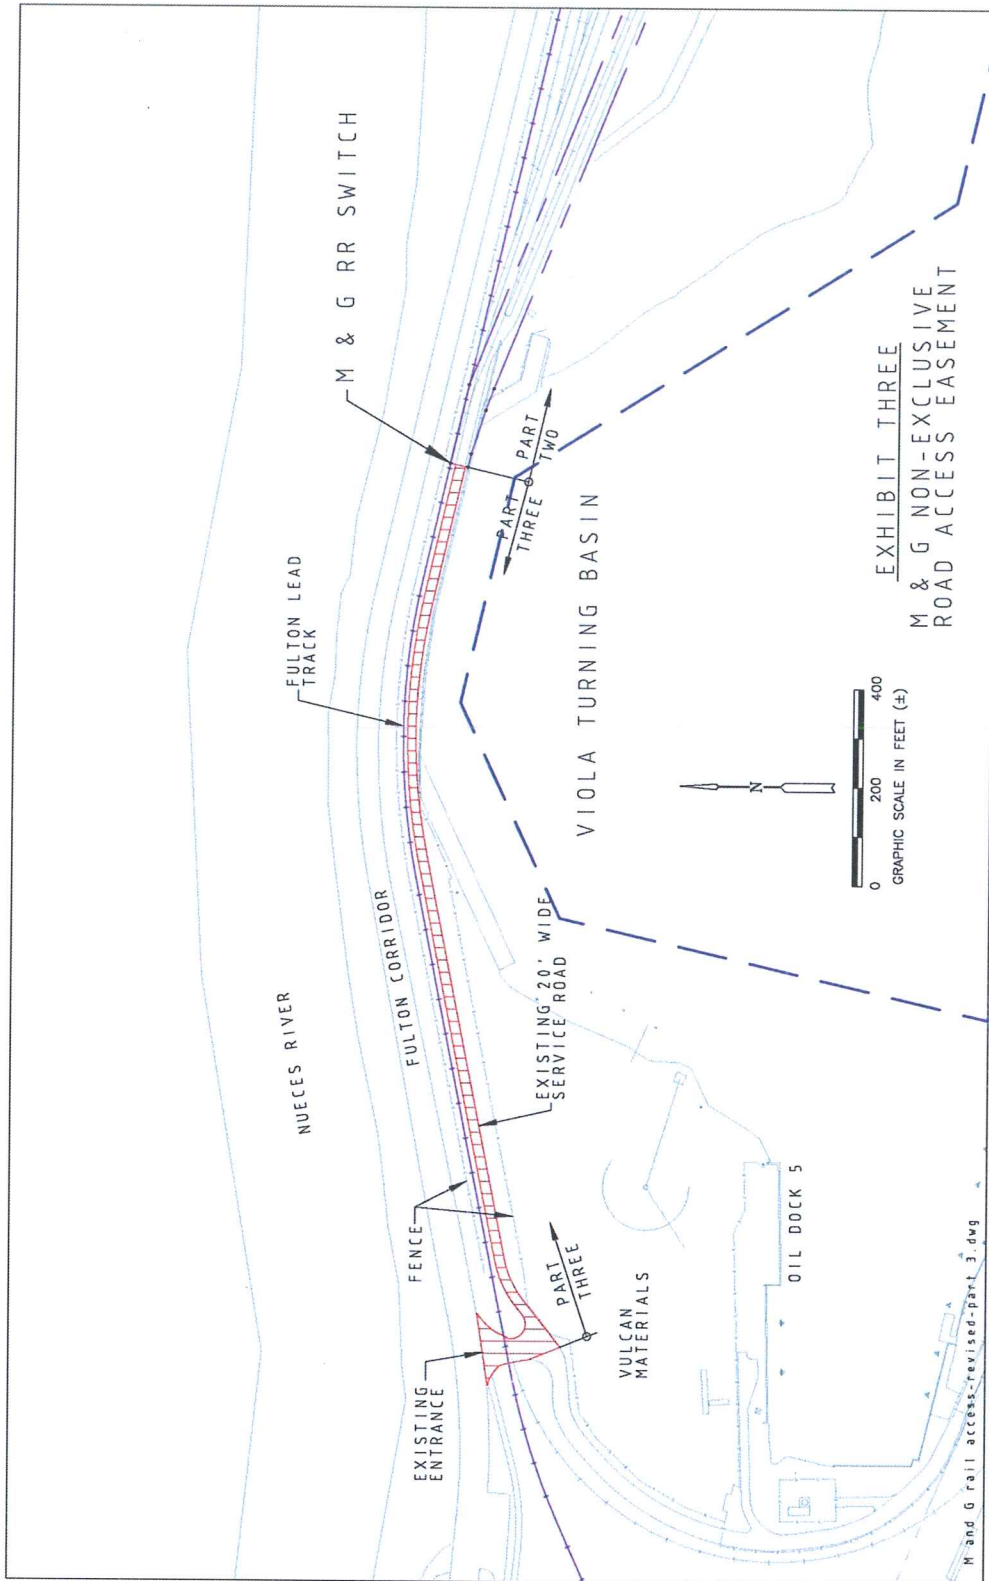 M & G RR SWITCH
FULTON LEAD
TRACK
NUECES RIVER
FULTON CORRIDOR
FENCE
EXISTING
ENTRANCE
EXISTING 20' WIDE
SERVICE ROAD
PART
THREE
PART
THREE
PART
TWO
VULCAN
MATERIALS
OIL DOCK 5
VIOLA TURNING BASIN
N
0 200 400
GRAPHIC SCALE IN FEET (±)
EXHIBIT THREE
M & G NON-EXCLUSIVE
ROAD ACCESS EASEMENT
M and G rail access-revised-part 3.dwg